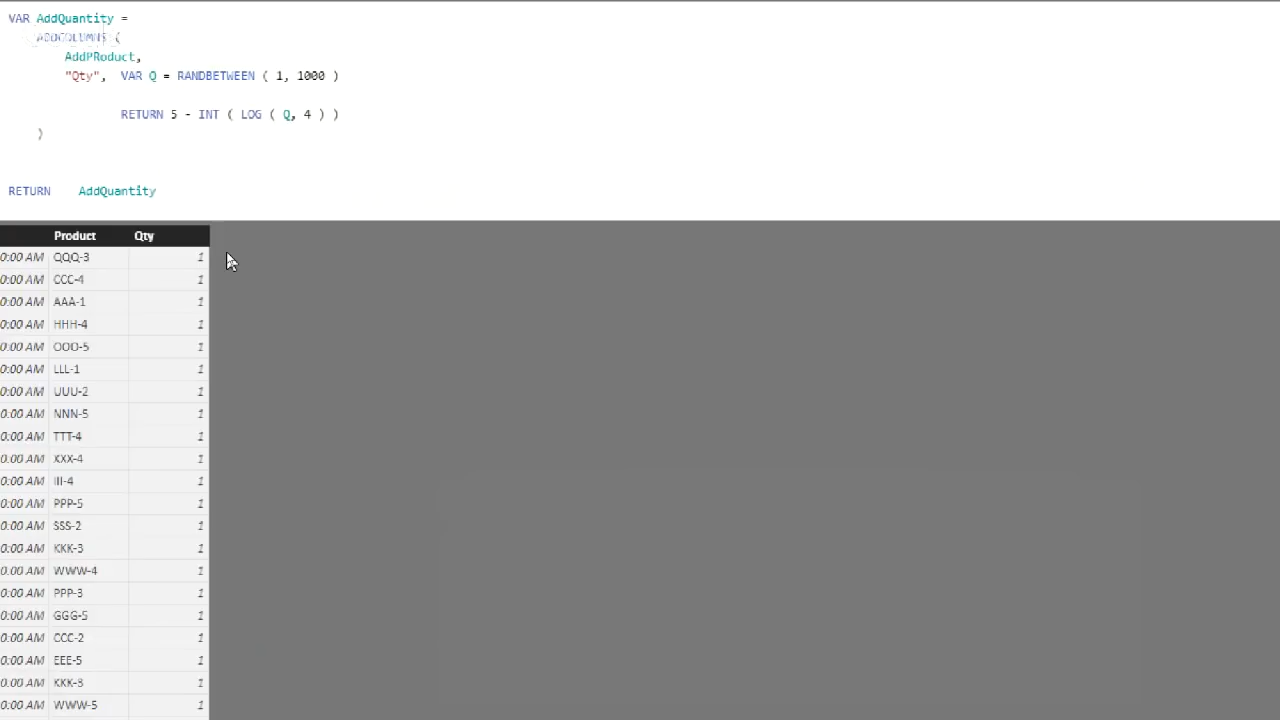 VAR AddQuantity =
ADDCOLUMNS (
AddPRoduct,
"Qty", VAR Q = RANDBETWEEN ( 1, 1000 )
RETURN 5 - INT ( LOG ( Q, 4 ) )
)
RETURN AddQuantity
Product Qty
0:00 AM QQQ-3 1
0:00 AM CCC-4 1
0:00 AM AAA-1 1
0:00 AM HHH-4 1
0:00 AM OOO-5 1
0:00 AM LLL-1 1
0:00 AM UUU-2 1
0:00 AM NNN-5 1
0:00 AM TTT-4 1
0:00 AM XXX-4 1
0:00 AM III-4 1
0:00 AM PPP-5 1
0:00 AM SSS-2 1
0:00 AM KKK-3 1
0:00 AM WWW-4 1
0:00 AM PPP-3 1
0:00 AM GGG-5 1
0:00 AM CCC-2 1
0:00 AM EEE-5 1
0:00 AM KKK-3 1
0:00 AM WWW-5 1